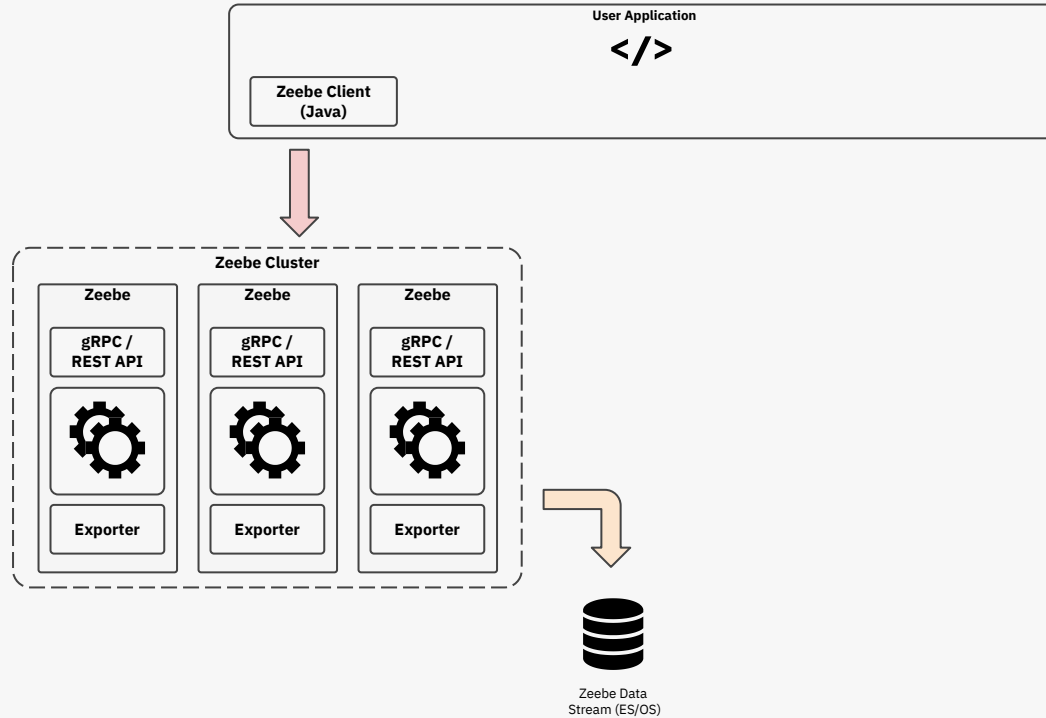 User Application
</>
Zeebe Client
(Java)
Zeebe Cluster
Zeebe
gRPC /
REST API
Exporter
Zeebe
gRPC /
REST API
Exporter
Zeebe
gRPC /
REST API
Exporter
Zeebe Data
Stream (ES/OS)